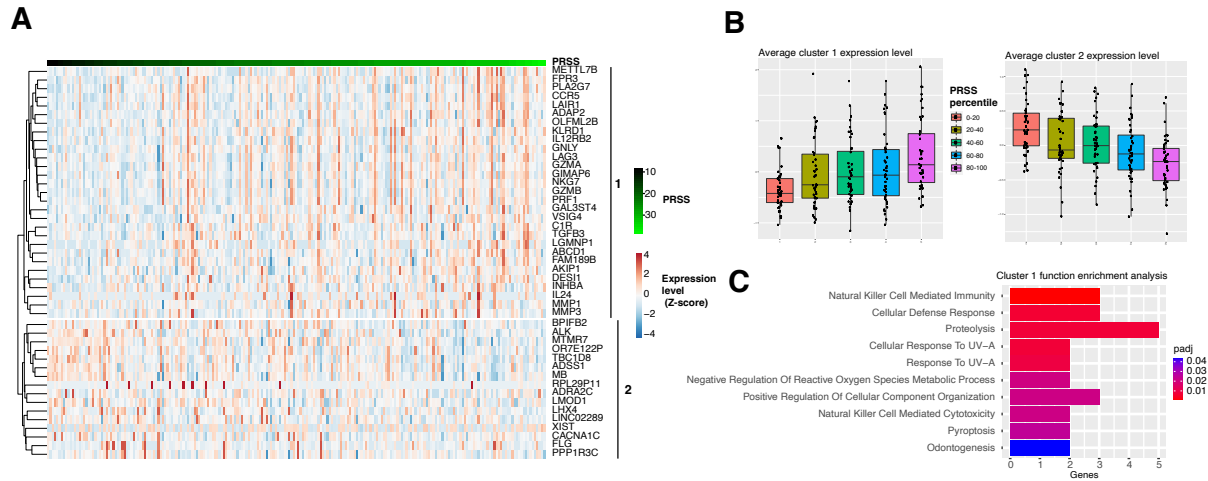 A
PRSS
METTL7B
FPR3
PLA2G7
CCR5
LAIR1
ADAP2
OLFML2B
KLRD1
IL12RB2
GNLY
LAG3
GZMA
GIMAP6
NKG7
GZMB
PRF1
GAL3ST4
VSIG4
C1R
TGFB3
LGMNP1
ABCD1
FAM189B
AKIP1
DESI1
INHBA
IL24
MMP1
MMP3
BPIFB2
ALK
MTMR7
OR7E122P
TBC1D8
ADSS1
MB
RPL29P11
ADRA2C
LMOD1
LHX4
LINC02289
XIST
CACNA1C
FLG
PPP1R3C
1
2
10
20
30
PRSS
4
2
0
−2
−4
Expression
level
(Z-score)
B
Average cluster 1 expression level
PRSS
percentile
0-20
20-40
40-60
60-80
80-100
Average cluster 2 expression level
C
Cluster 1 function enrichment analysis
Natural Killer Cell Mediated Immunity
Cellular Defense Response
Proteolysis
Cellular Response To UV−A
Response To UV−A
Negative Regulation Of Reactive Oxygen Species Metabolic Process
Positive Regulation Of Cellular Component Organization
Natural Killer Cell Mediated Cytotoxicity
Pyroptosis
Odontogenesis
0 1 2 3 4 5
Genes
padj
0.04
0.03
0.02
0.01